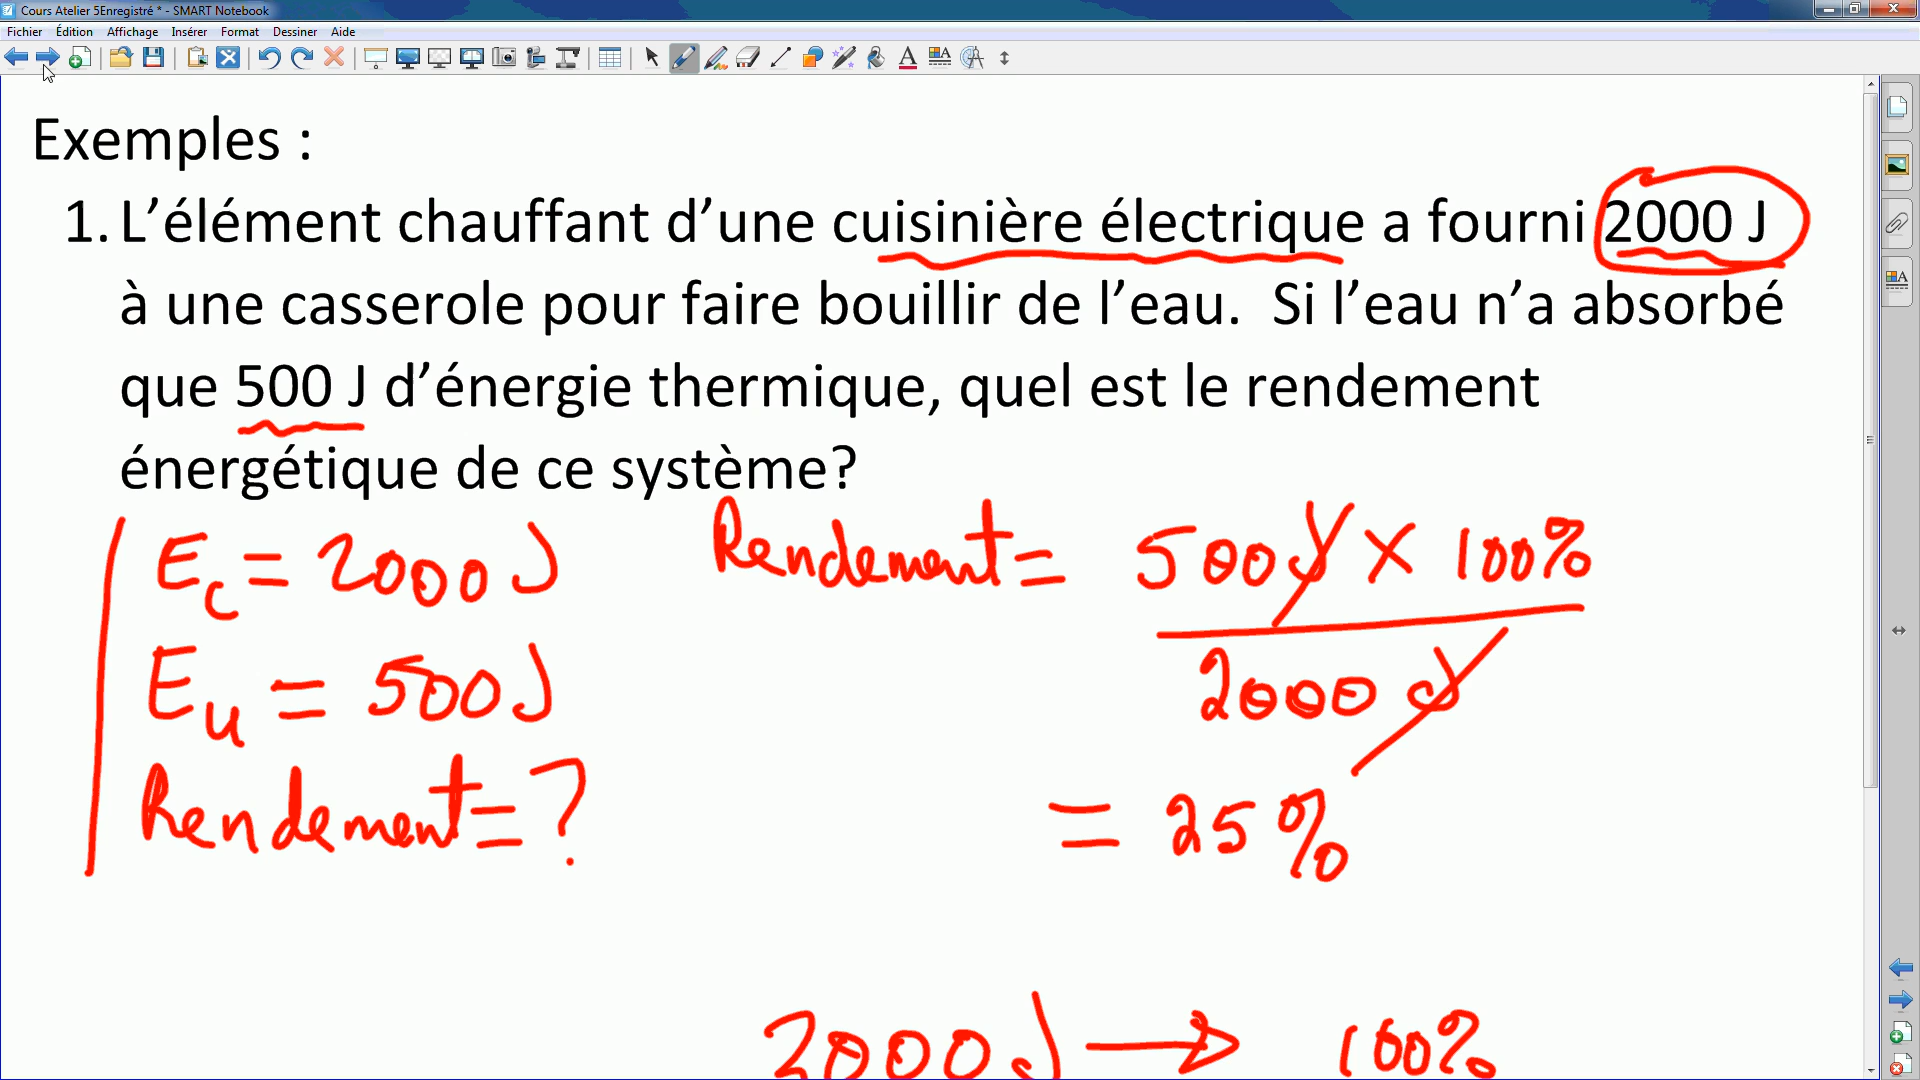 Cours Atelier 5Enregistré * - SMART Notebook
Fichier Édition Affichage Insérer Format Dessiner Aide
Exemples :
1. L’élément chauffant d’une cuisinière électrique a fourni 2000 J
à une casserole pour faire bouillir de l’eau. Si l’eau n’a absorbé
que 500 J d’énergie thermique, quel est le rendement
énergétique de ce système?
Ec = 2000 J
Eu = 500 J
Rendement = ?
Rendement = 500 J x 100%
2000 J
= 25 %
2000 J → 100%